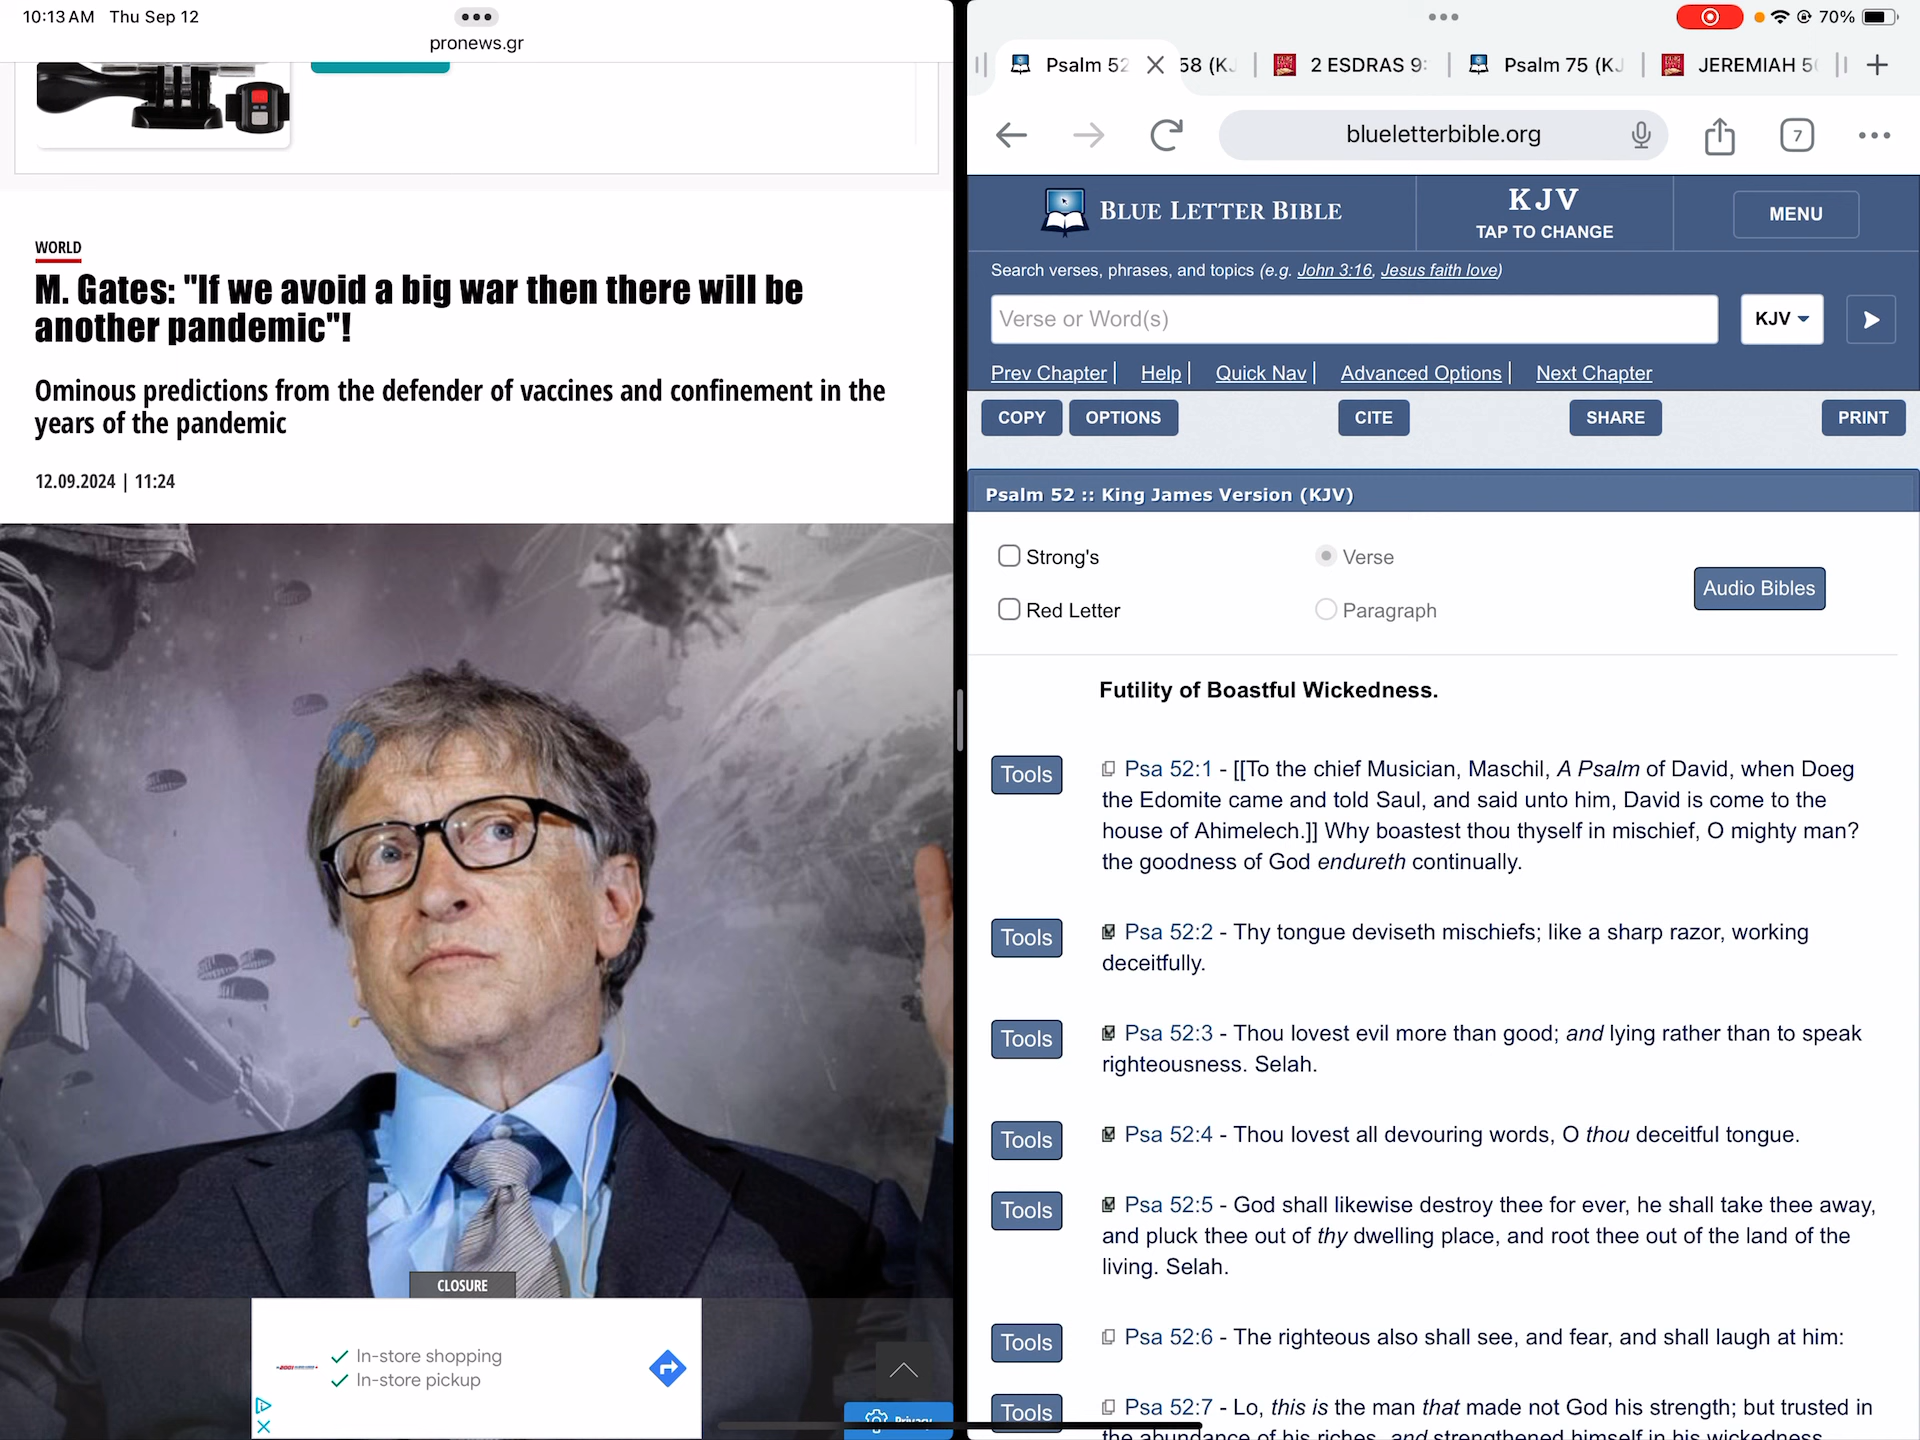 10:13 AM Thu Sep 12
pronews.gr
WORLD
M. Gates: "If we avoid a big war then there will be
another pandemic"!
Ominous predictions from the defender of vaccines and confinement in the
years of the pandemic
12.09.2024 | 11:24
CLOSURE
In-store shopping
In-store pickup
Privacy
70%
Psalm 52
58 (KJ
2 ESDRAS 9:
Psalm 75 (KJ
JEREMIAH 5
blueletterbible.org
7
BLUE LETTER BIBLE
KJV
TAP TO CHANGE
MENU
Search verses, phrases, and topics (e.g. John 3:16, Jesus faith love)
Verse or Word(s)
KJV
Prev Chapter | Help | Quick Nav | Advanced Options | Next Chapter
COPY OPTIONS CITE SHARE PRINT
Psalm 52 :: King James Version (KJV)
Strong's Verse
Red Letter Paragraph
Audio Bibles
Futility of Boastful Wickedness.
Tools
Psa 52:1 - [[To the chief Musician, Maschil, A Psalm of David, when Doeg
the Edomite came and told Saul, and said unto him, David is come to the
house of Ahimelech.]] Why boastest thou thyself in mischief, O mighty man?
the goodness of God endureth continually.
Tools
Psa 52:2 - Thy tongue deviseth mischiefs; like a sharp razor, working
deceitfully.
Tools
Psa 52:3 - Thou lovest evil more than good; and lying rather than to speak
righteousness. Selah.
Tools
Psa 52:4 - Thou lovest all devouring words, O thou deceitful tongue.
Tools
Psa 52:5 - God shall likewise destroy thee for ever, he shall take thee away,
and pluck thee out of thy dwelling place, and root thee out of the land of the
living. Selah.
Tools
Psa 52:6 - The righteous also shall see, and fear, and shall laugh at him:
Tools
Psa 52:7 - Lo, this is the man that made not God his strength; but trusted in
the abundance of his riches, and strengthened himself in his wickedness.